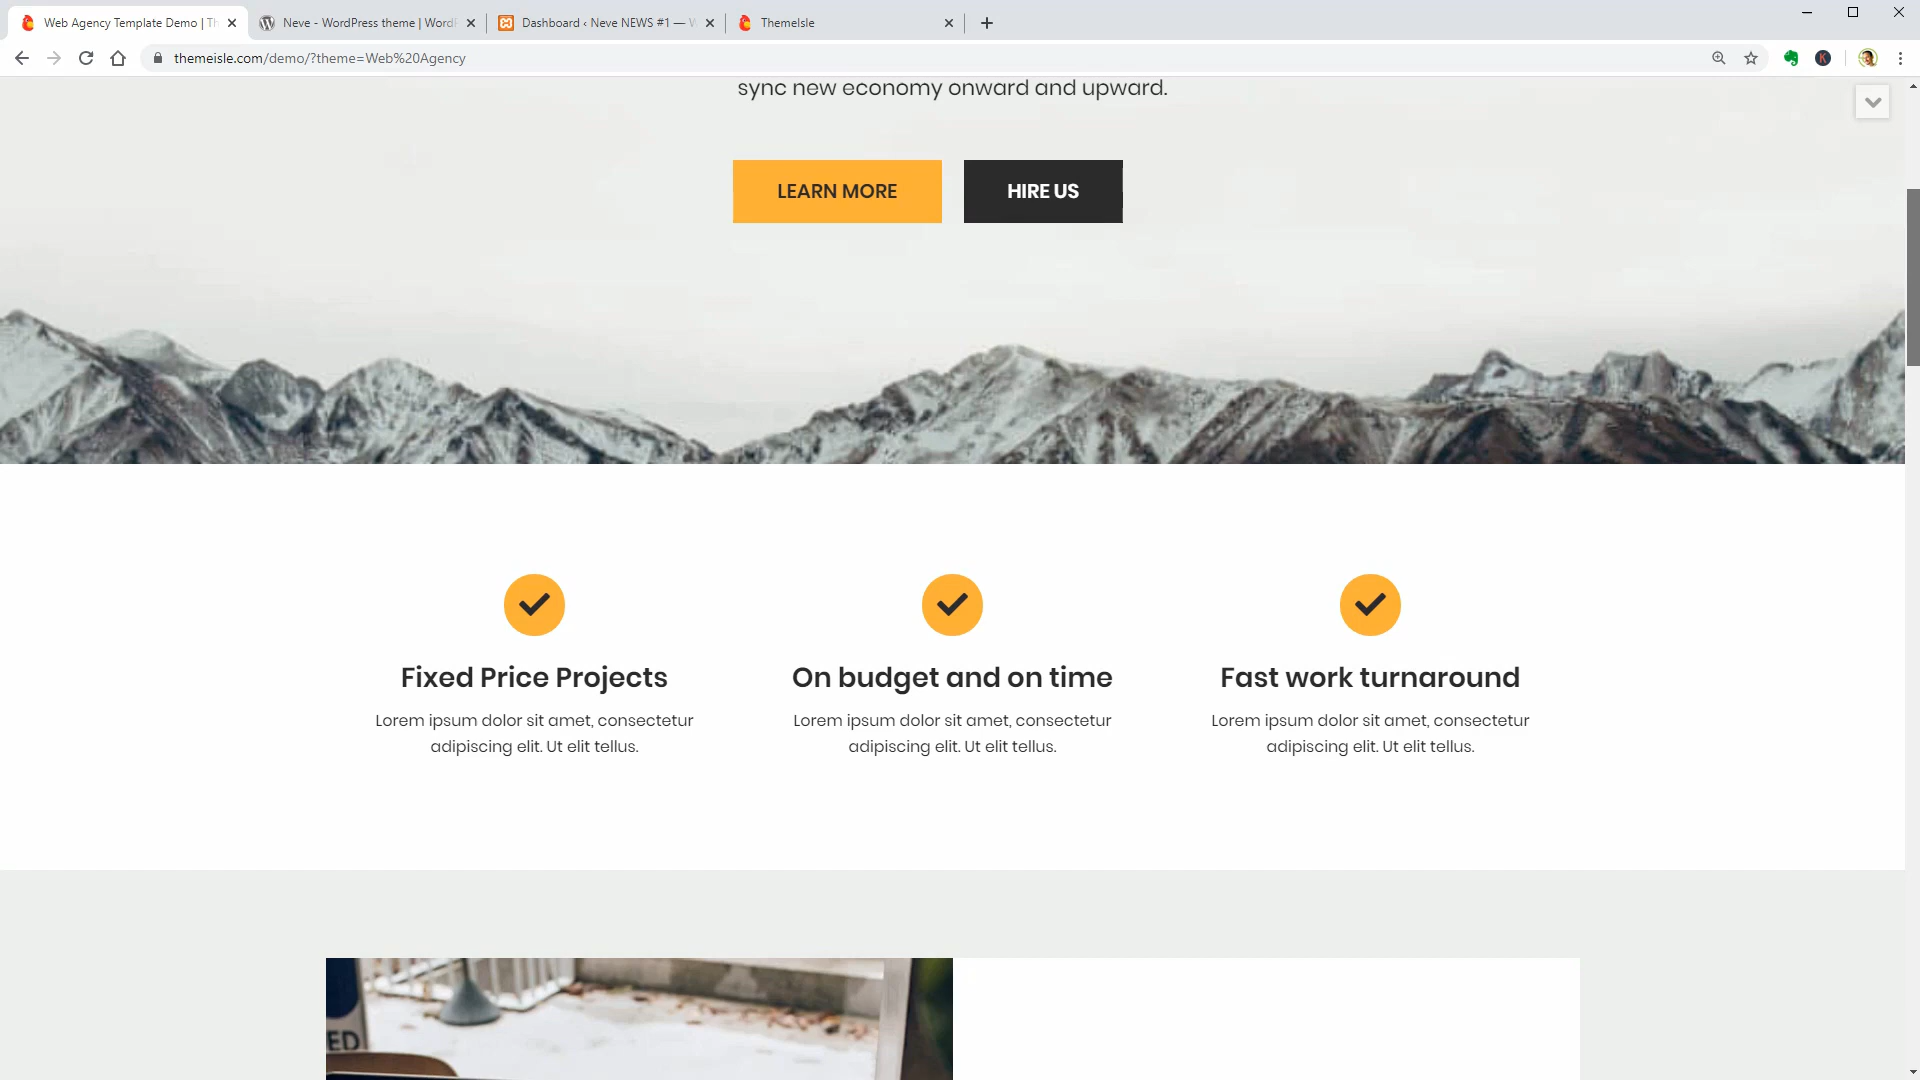 Web Agency Template Demo | Th
Neve - WordPress theme | WordP
Dashboard ‹ Neve NEWS #1 — W
ThemeIsle
themeisle.com/demo/?theme=Web%20Agency
K
sync new economy onward and upward.
LEARN MORE
HIRE US
Fixed Price Projects
On budget and on time
Fast work turnaround
Lorem ipsum dolor sit amet, consectetur
adipiscing elit. Ut elit tellus.
Lorem ipsum dolor sit amet, consectetur
adipiscing elit. Ut elit tellus.
Lorem ipsum dolor sit amet, consectetur
adipiscing elit. Ut elit tellus.
ED